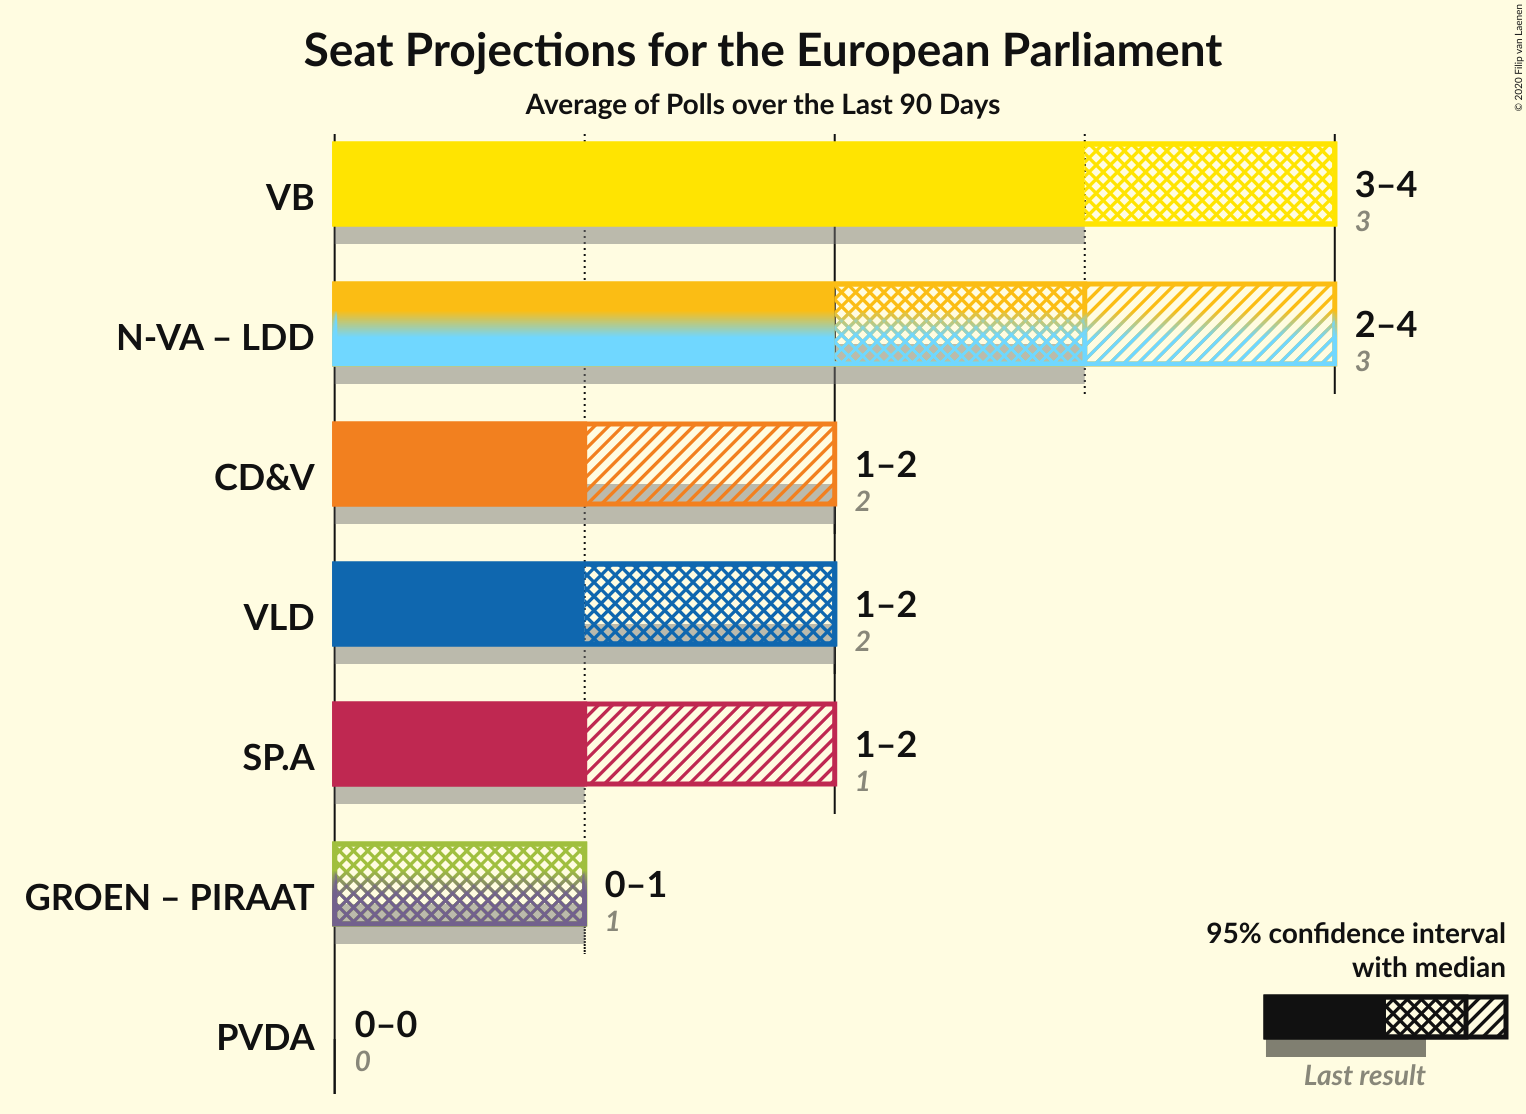 Seat Projections for the European Parliament
Average of Polls over the Last 90 Days
© 2020 Filip van Laenen
VB
3–4
3
N-VA – LDD
2–4
3
CD&V
1–2
2
VLD
1–2
2
SP.A
1–2
1
GROEN – PIRAAT
0–1
1
PVDA
0–0
0
95% confidence interval
with median
Last result